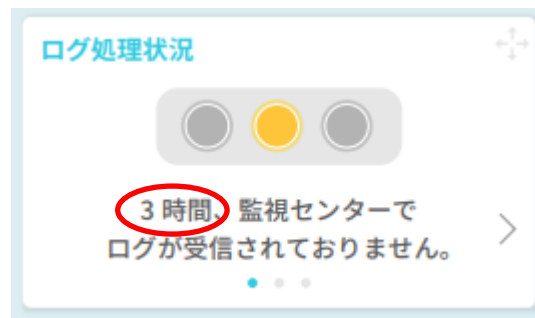 ログ処理状況
3 時間、監視センターで
ログが受信されておりません。